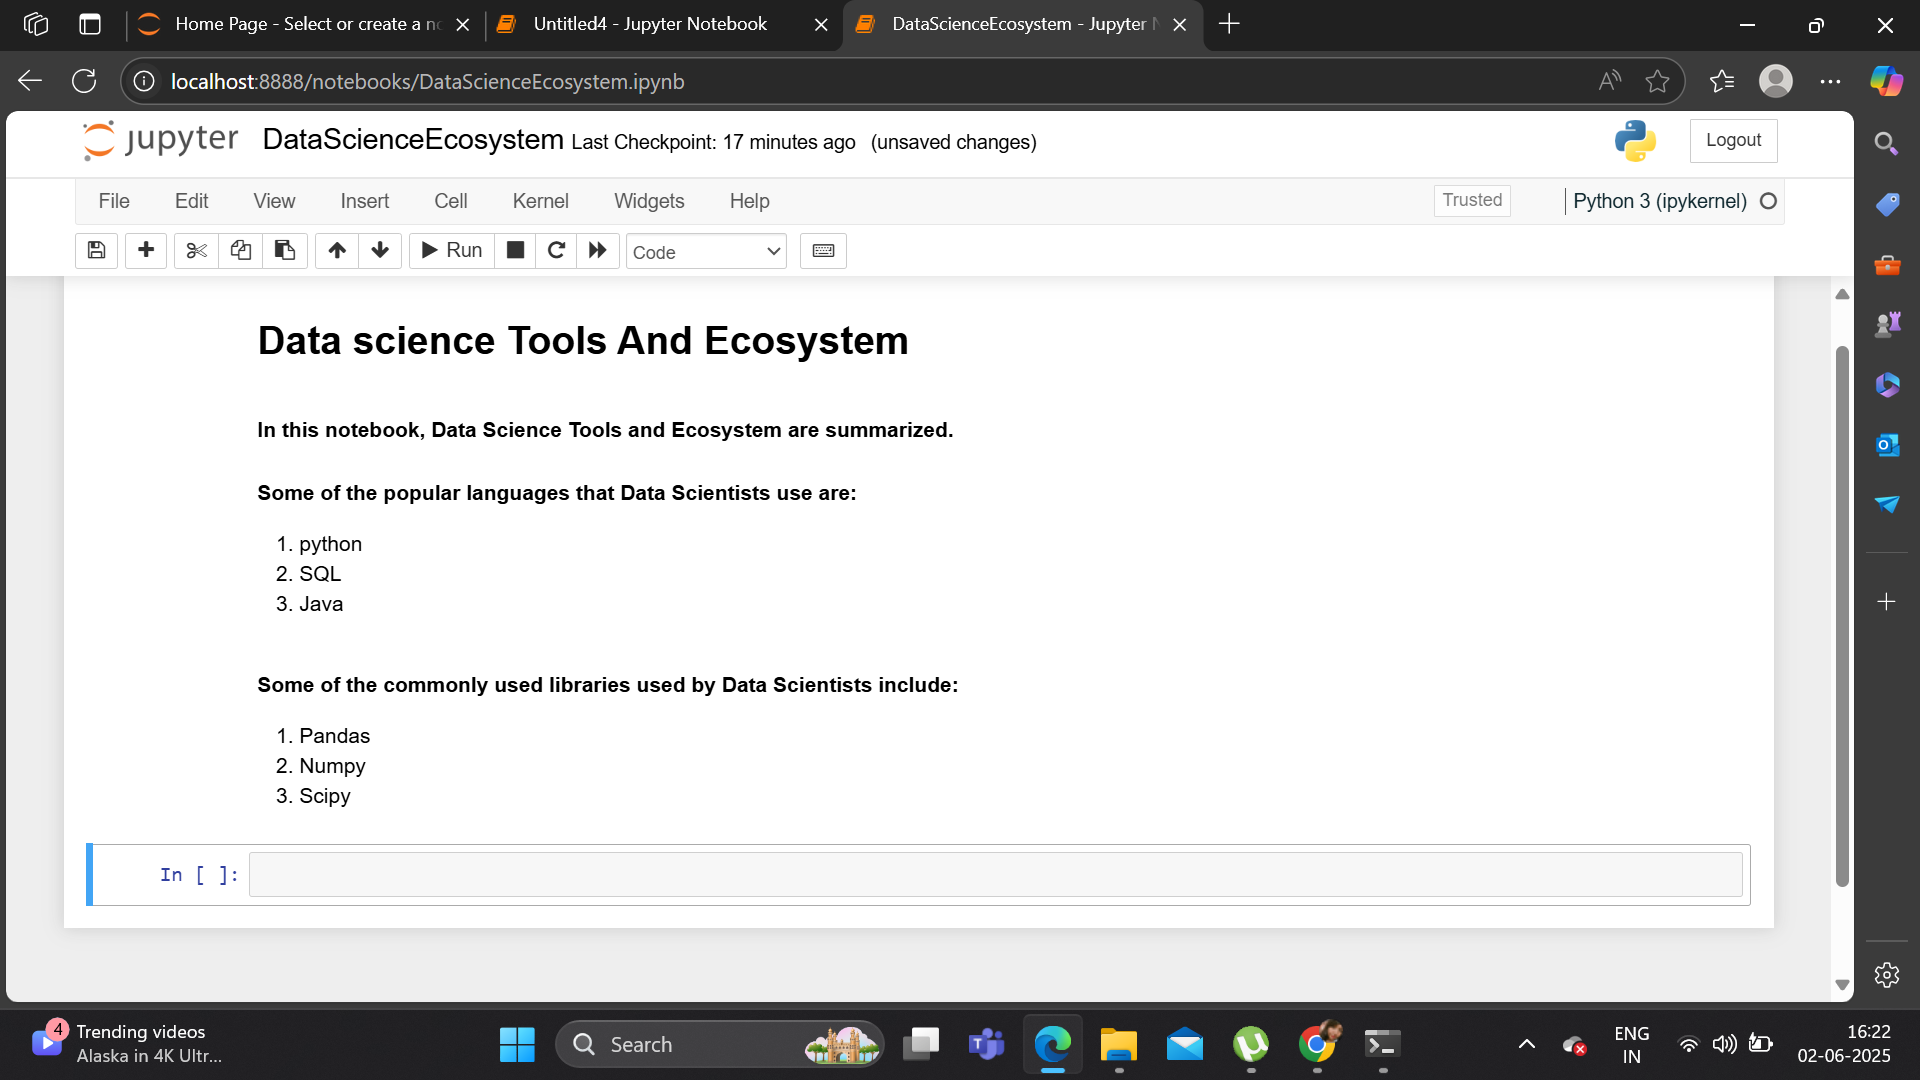 Home Page - Select or create a no
Untitled4 - Jupyter Notebook
DataScienceEcosystem - Jupyter N
localhost:8888/notebooks/DataScienceEcosystem.ipynb
jupyter DataScienceEcosystem Last Checkpoint: 17 minutes ago (unsaved changes)
Logout
File Edit View Insert Cell Kernel Widgets Help
Trusted
Python 3 (ipykernel)
Run
Code
Data science Tools And Ecosystem
In this notebook, Data Science Tools and Ecosystem are summarized.
Some of the popular languages that Data Scientists use are:
1. python
2. SQL
3. Java
Some of the commonly used libraries used by Data Scientists include:
1. Pandas
2. Numpy
3. Scipy
In [ ]:
4
Trending videos
Alaska in 4K Ultr...
Search
ENG
IN
16:22
02-06-2025